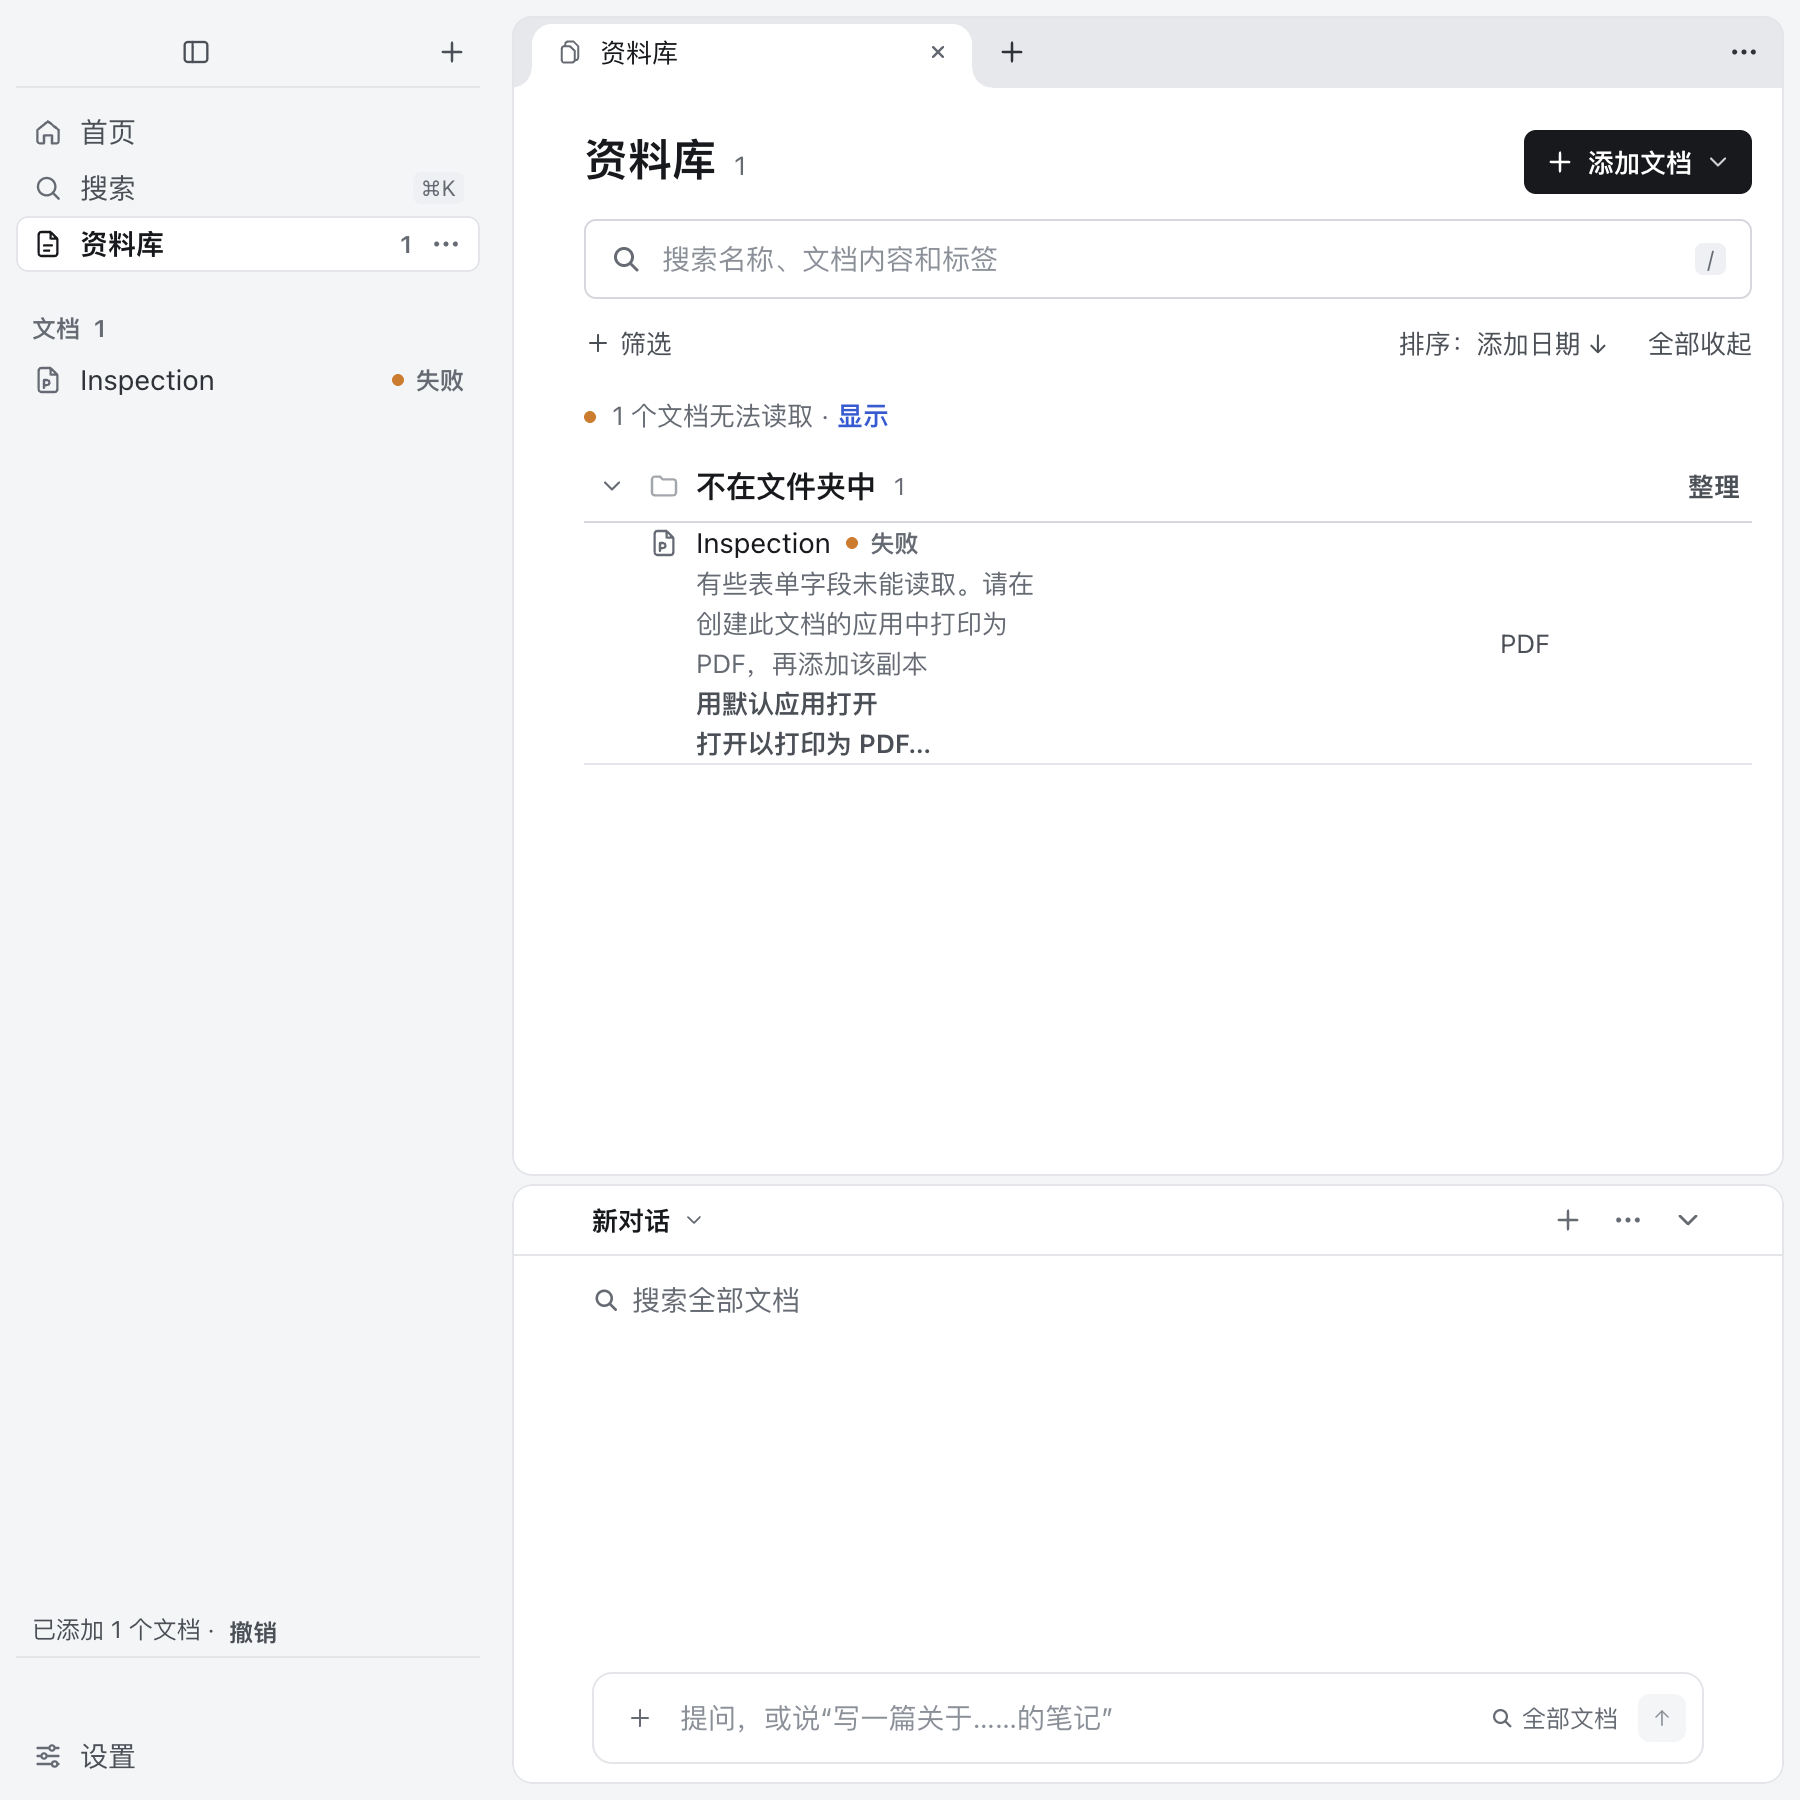 首页
搜索 ⌘K
资料库 1
文档 1
Inspection 失败
已添加 1 个文档 · 撤销
设置
资料库
资料库 1
添加文档
搜索名称、文档内容和标签 /
筛选
排序：添加日期 ↓ 全部收起
1 个文档无法读取 · 显示
不在文件夹中 1 整理
Inspection 失败
有些表单字段未能读取。请在
创建此文档的应用中打印为
PDF，再添加该副本
用默认应用打开
打开以打印为 PDF...
PDF
新对话
搜索全部文档
提问，或说“写一篇关于……的笔记” 全部文档